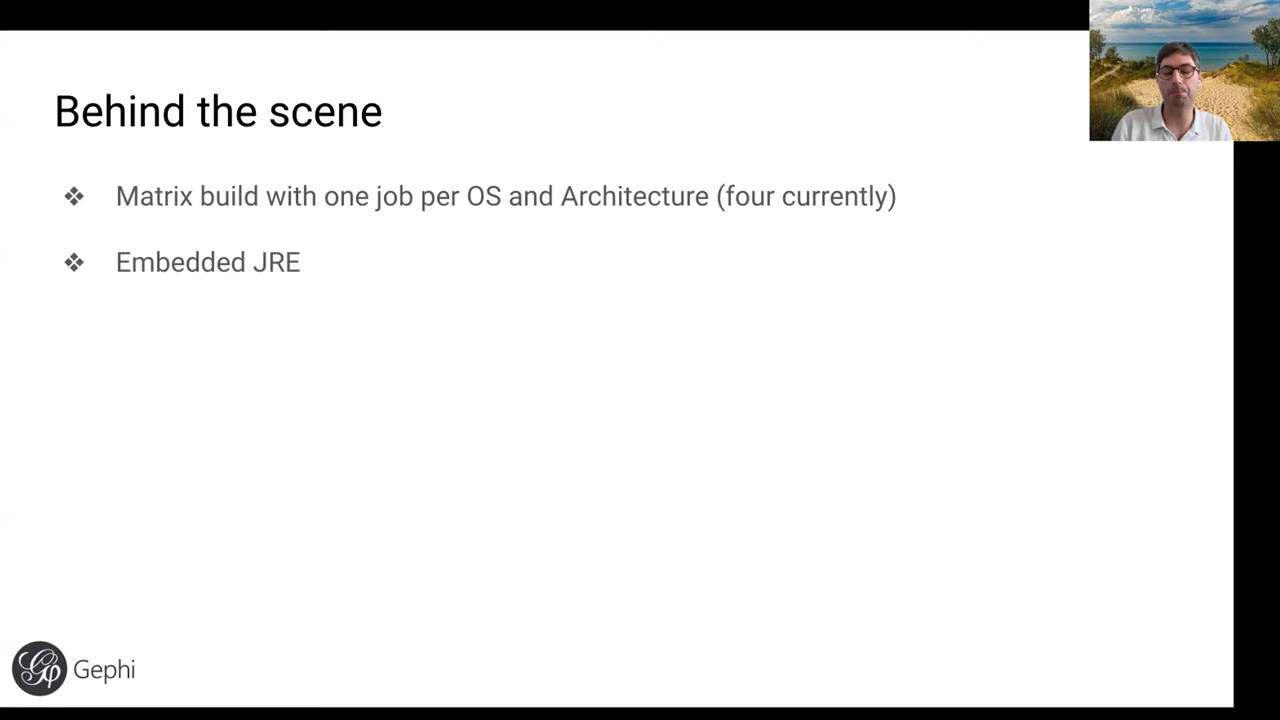 Behind the scene
❖ Matrix build with one job per OS and Architecture (four currently)
❖ Embedded JRE
Gephi